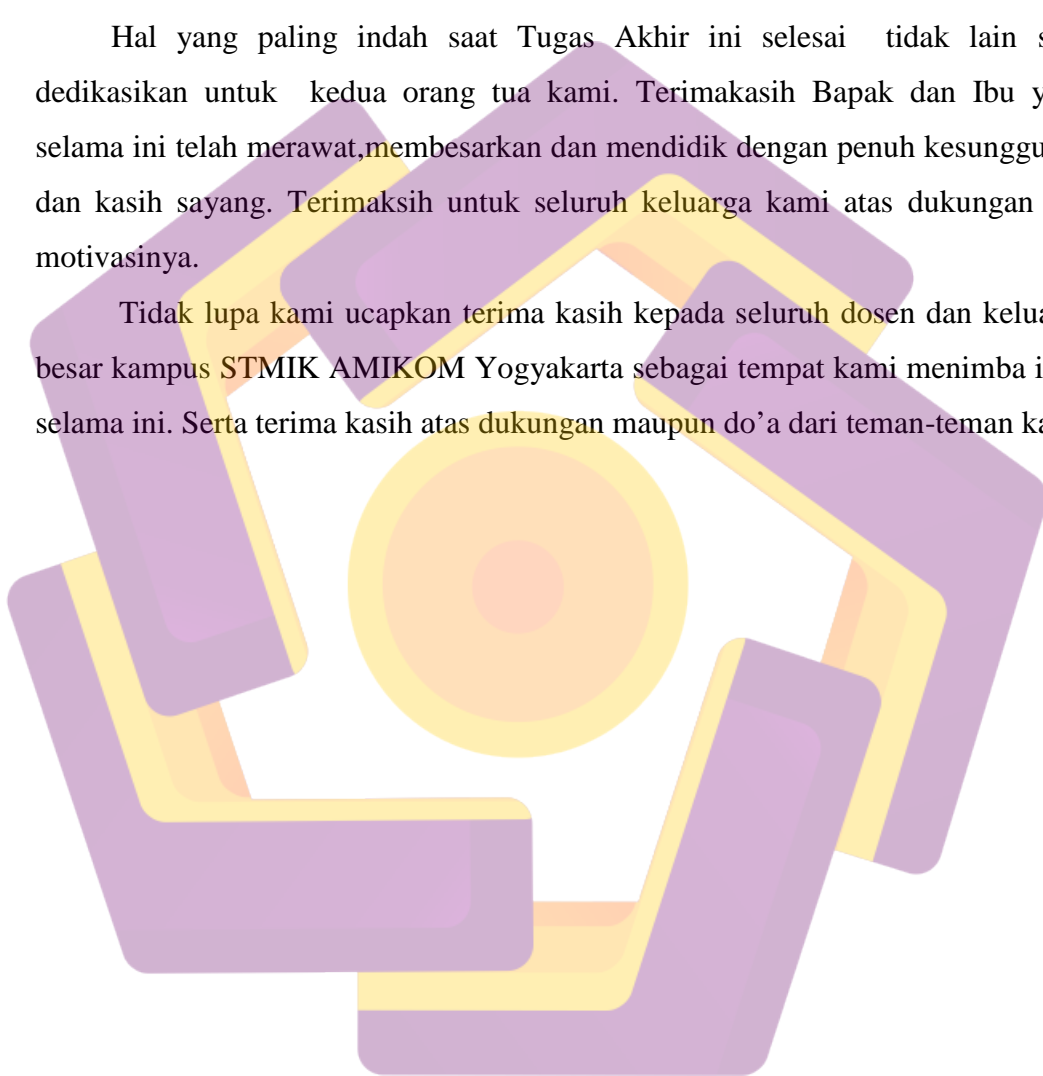 Hal yang paling indah saat Tugas Akhir ini selesai tidak lain
dedikasikan untuk kedua orang tua kami. Terimakasih Bapak dan Ibu
selama ini telah merawat,membesarkan dan mendidik dengan penuh
dan kasih sayang. Terimaksih untuk seluruh keluarga kami atas dukungan
motivasinya.
Tidak lupa kami ucapkan terima kasih kepada seluruh dosen dan
besar kampus STMIK AMIKOM Yogyakarta sebagai tempat kami menimba
selama ini. Serta terima kasih atas dukungan maupun do’a dari teman-teman